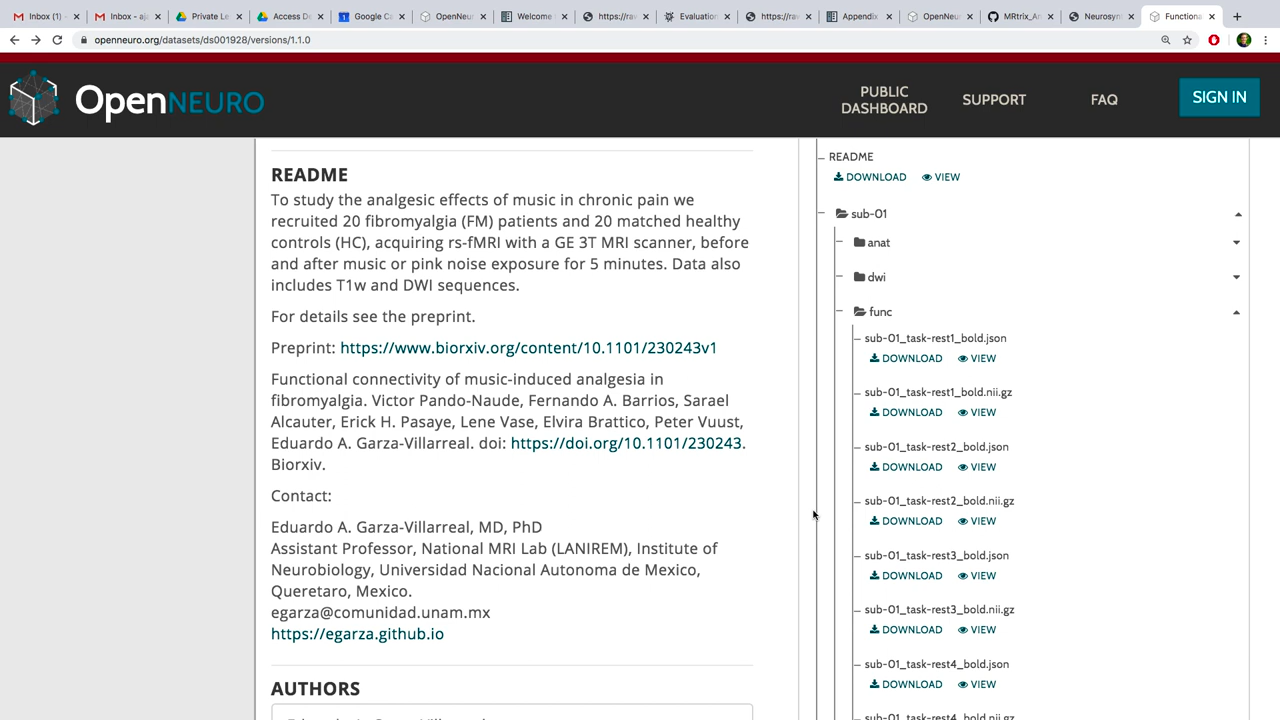 Inbox (1) -
Inbox - aja
Private Le
Access De
Google Ca
OpenNeur
Welcome
https://rav
Evaluation
https://rav
Appendix
OpenNeu
MRtrix_An
Neurosyn
Functiona
openneuro.org/datasets/ds001928/versions/1.1.0
OpenNEURO
PUBLIC
DASHBOARD
SUPPORT
FAQ
SIGN IN
README
To study the analgesic effects of music in chronic pain we
recruited 20 fibromyalgia (FM) patients and 20 matched healthy
controls (HC), acquiring rs-fMRI with a GE 3T MRI scanner, before
and after music or pink noise exposure for 5 minutes. Data also
includes T1w and DWI sequences.
For details see the preprint.
Preprint: https://www.biorxiv.org/content/10.1101/230243v1
Functional connectivity of music-induced analgesia in
fibromyalgia. Victor Pando-Naude, Fernando A. Barrios, Sarael
Alcauter, Erick H. Pasaye, Lene Vase, Elvira Brattico, Peter Vuust,
Eduardo A. Garza-Villarreal. doi: https://doi.org/10.1101/230243.
Biorxiv.
Contact:
Eduardo A. Garza-Villarreal, MD, PhD
Assistant Professor, National MRI Lab (LANIREM), Institute of
Neurobiology, Universidad Nacional Autonoma de Mexico,
Queretaro, Mexico.
egarza@comunidad.unam.mx
https://egarza.github.io
AUTHORS
README
DOWNLOAD VIEW
sub-01
anat
dwi
func
sub-01_task-rest1_bold.json
DOWNLOAD VIEW
sub-01_task-rest1_bold.nii.gz
DOWNLOAD VIEW
sub-01_task-rest2_bold.json
DOWNLOAD VIEW
sub-01_task-rest2_bold.nii.gz
DOWNLOAD VIEW
sub-01_task-rest3_bold.json
DOWNLOAD VIEW
sub-01_task-rest3_bold.nii.gz
DOWNLOAD VIEW
sub-01_task-rest4_bold.json
DOWNLOAD VIEW
sub-01_task-rest4_bold.nii.gz